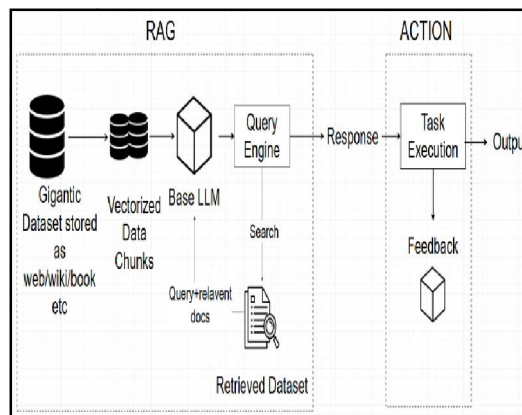 RAG
ACTION
Gigantic
Dataset stored
as
web/wiki/book
etc
Vectorized
Data
Chunks
Base LLM
Query
Engine
Search
Query+relavent
docs
Retrieved Dataset
Response
Task
Execution
Output
Feedback